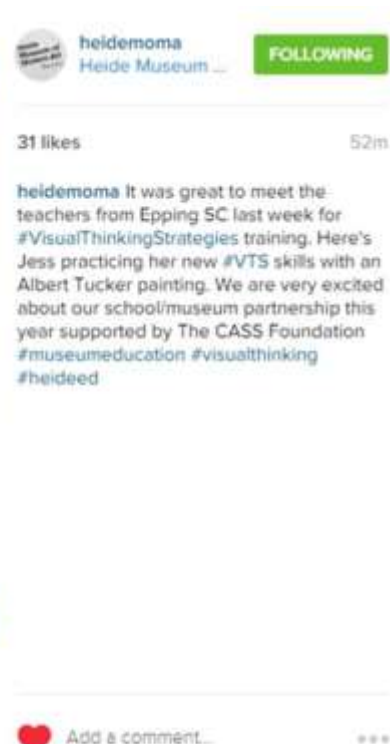 heidemoma
Heide Museum ...
FOLLOWING
31 likes
52m
heidemoma It was great to meet the
teachers from Epping SC last week for
#VisualThinkingStrategies training. Here's
Jess practicing her new #VTS skills with an
Albert Tucker painting. We are very excited
about our school/museum partnership this
year supported by The CASS Foundation
#museumeducation #visualthinking
#heideed
Add a comment...